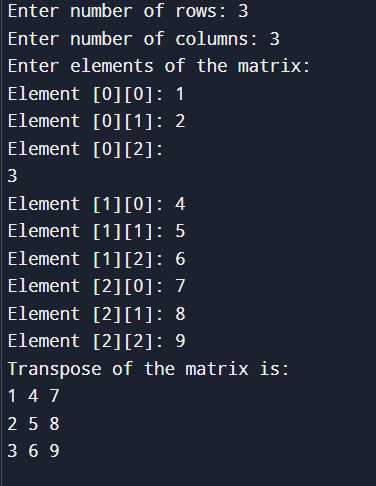 Enter number of rows: 3
Enter number of columns: 3
Enter elements of the matrix:
Element [0][0]: 1
Element [0][1]: 2
Element [0][2]:
3
Element [1][0]: 4
Element [1][1]: 5
Element [1][2]: 6
Element [2][0]: 7
Element [2][1]: 8
Element [2][2]: 9
Transpose of the matrix is:
1 4 7
2 5 8
3 6 9